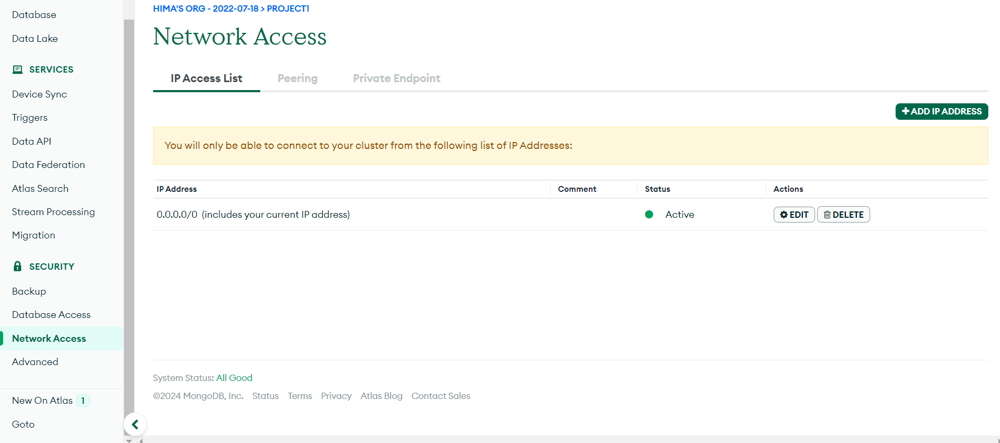 Database
Data Lake
SERVICES
Device Sync
Triggers
Data API
Data Federation
Atlas Search
Stream Processing
Migration
SECURITY
Backup
Database Access
Network Access
Advanced
New On Atlas 1
Goto
HIMA'S ORG - 2022-07-18 > PROJECT1
Network Access
IP Access List Peering Private Endpoint
+ ADD IP ADDRESS
You will only be able to connect to your cluster from the following list of IP Addresses:
IP Address Comment Status Actions
0.0.0.0/0 (includes your current IP address) Active EDIT DELETE
System Status: All Good
©2024 MongoDB, Inc. Status Terms Privacy Atlas Blog Contact Sales